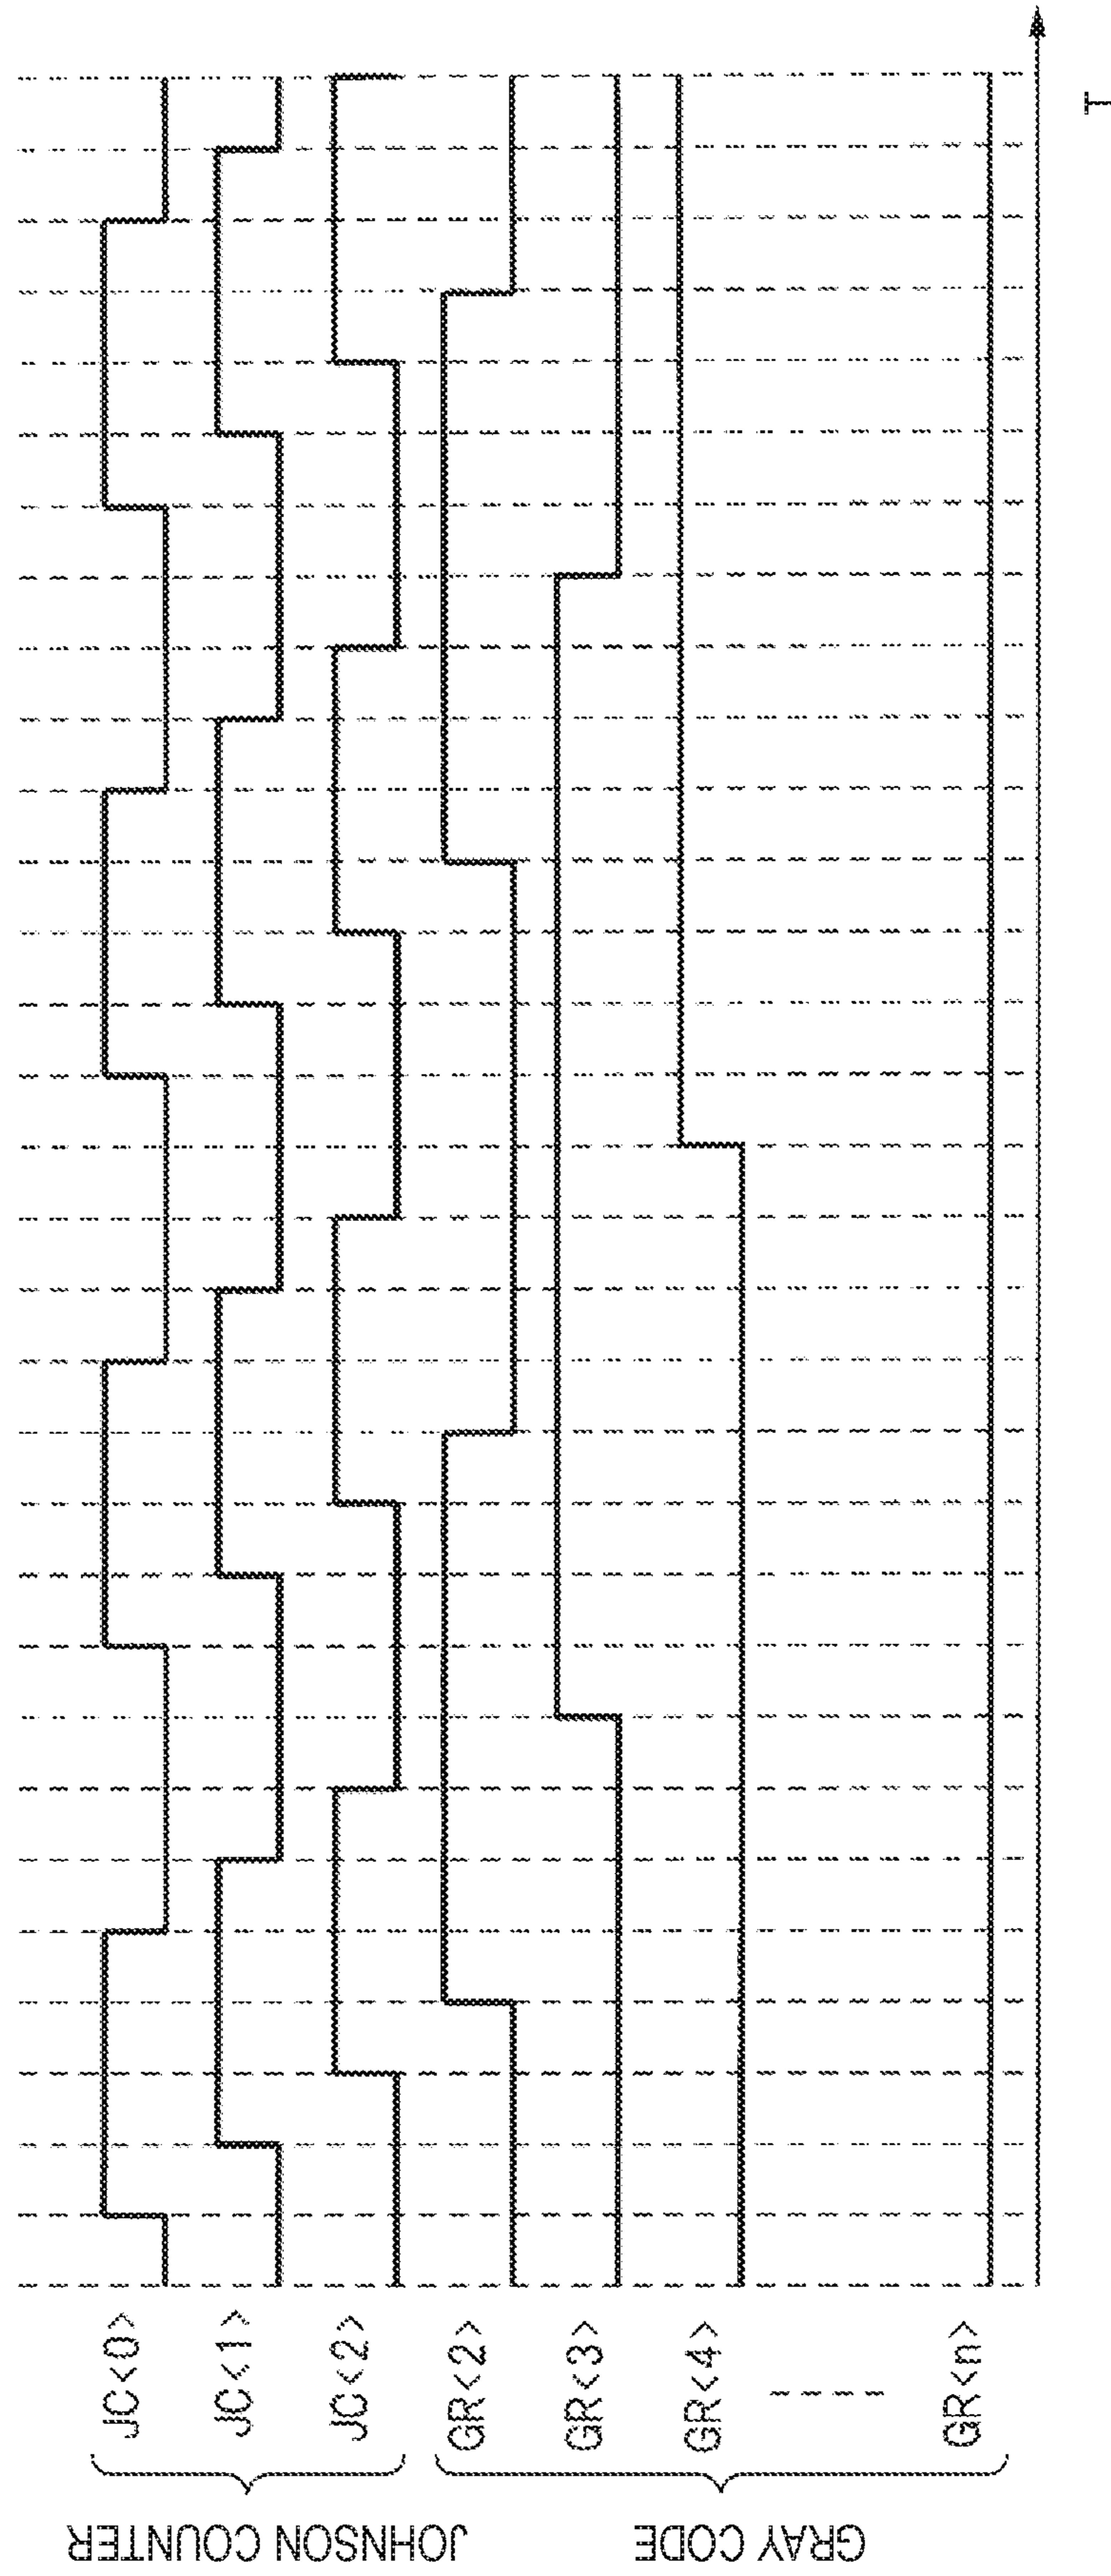 JOHNSON COUNTER
JC<0>
JC<1>
JC<2>
GRAY CODE
GR<2>
GR<3>
GR<4>
GR<n>
T